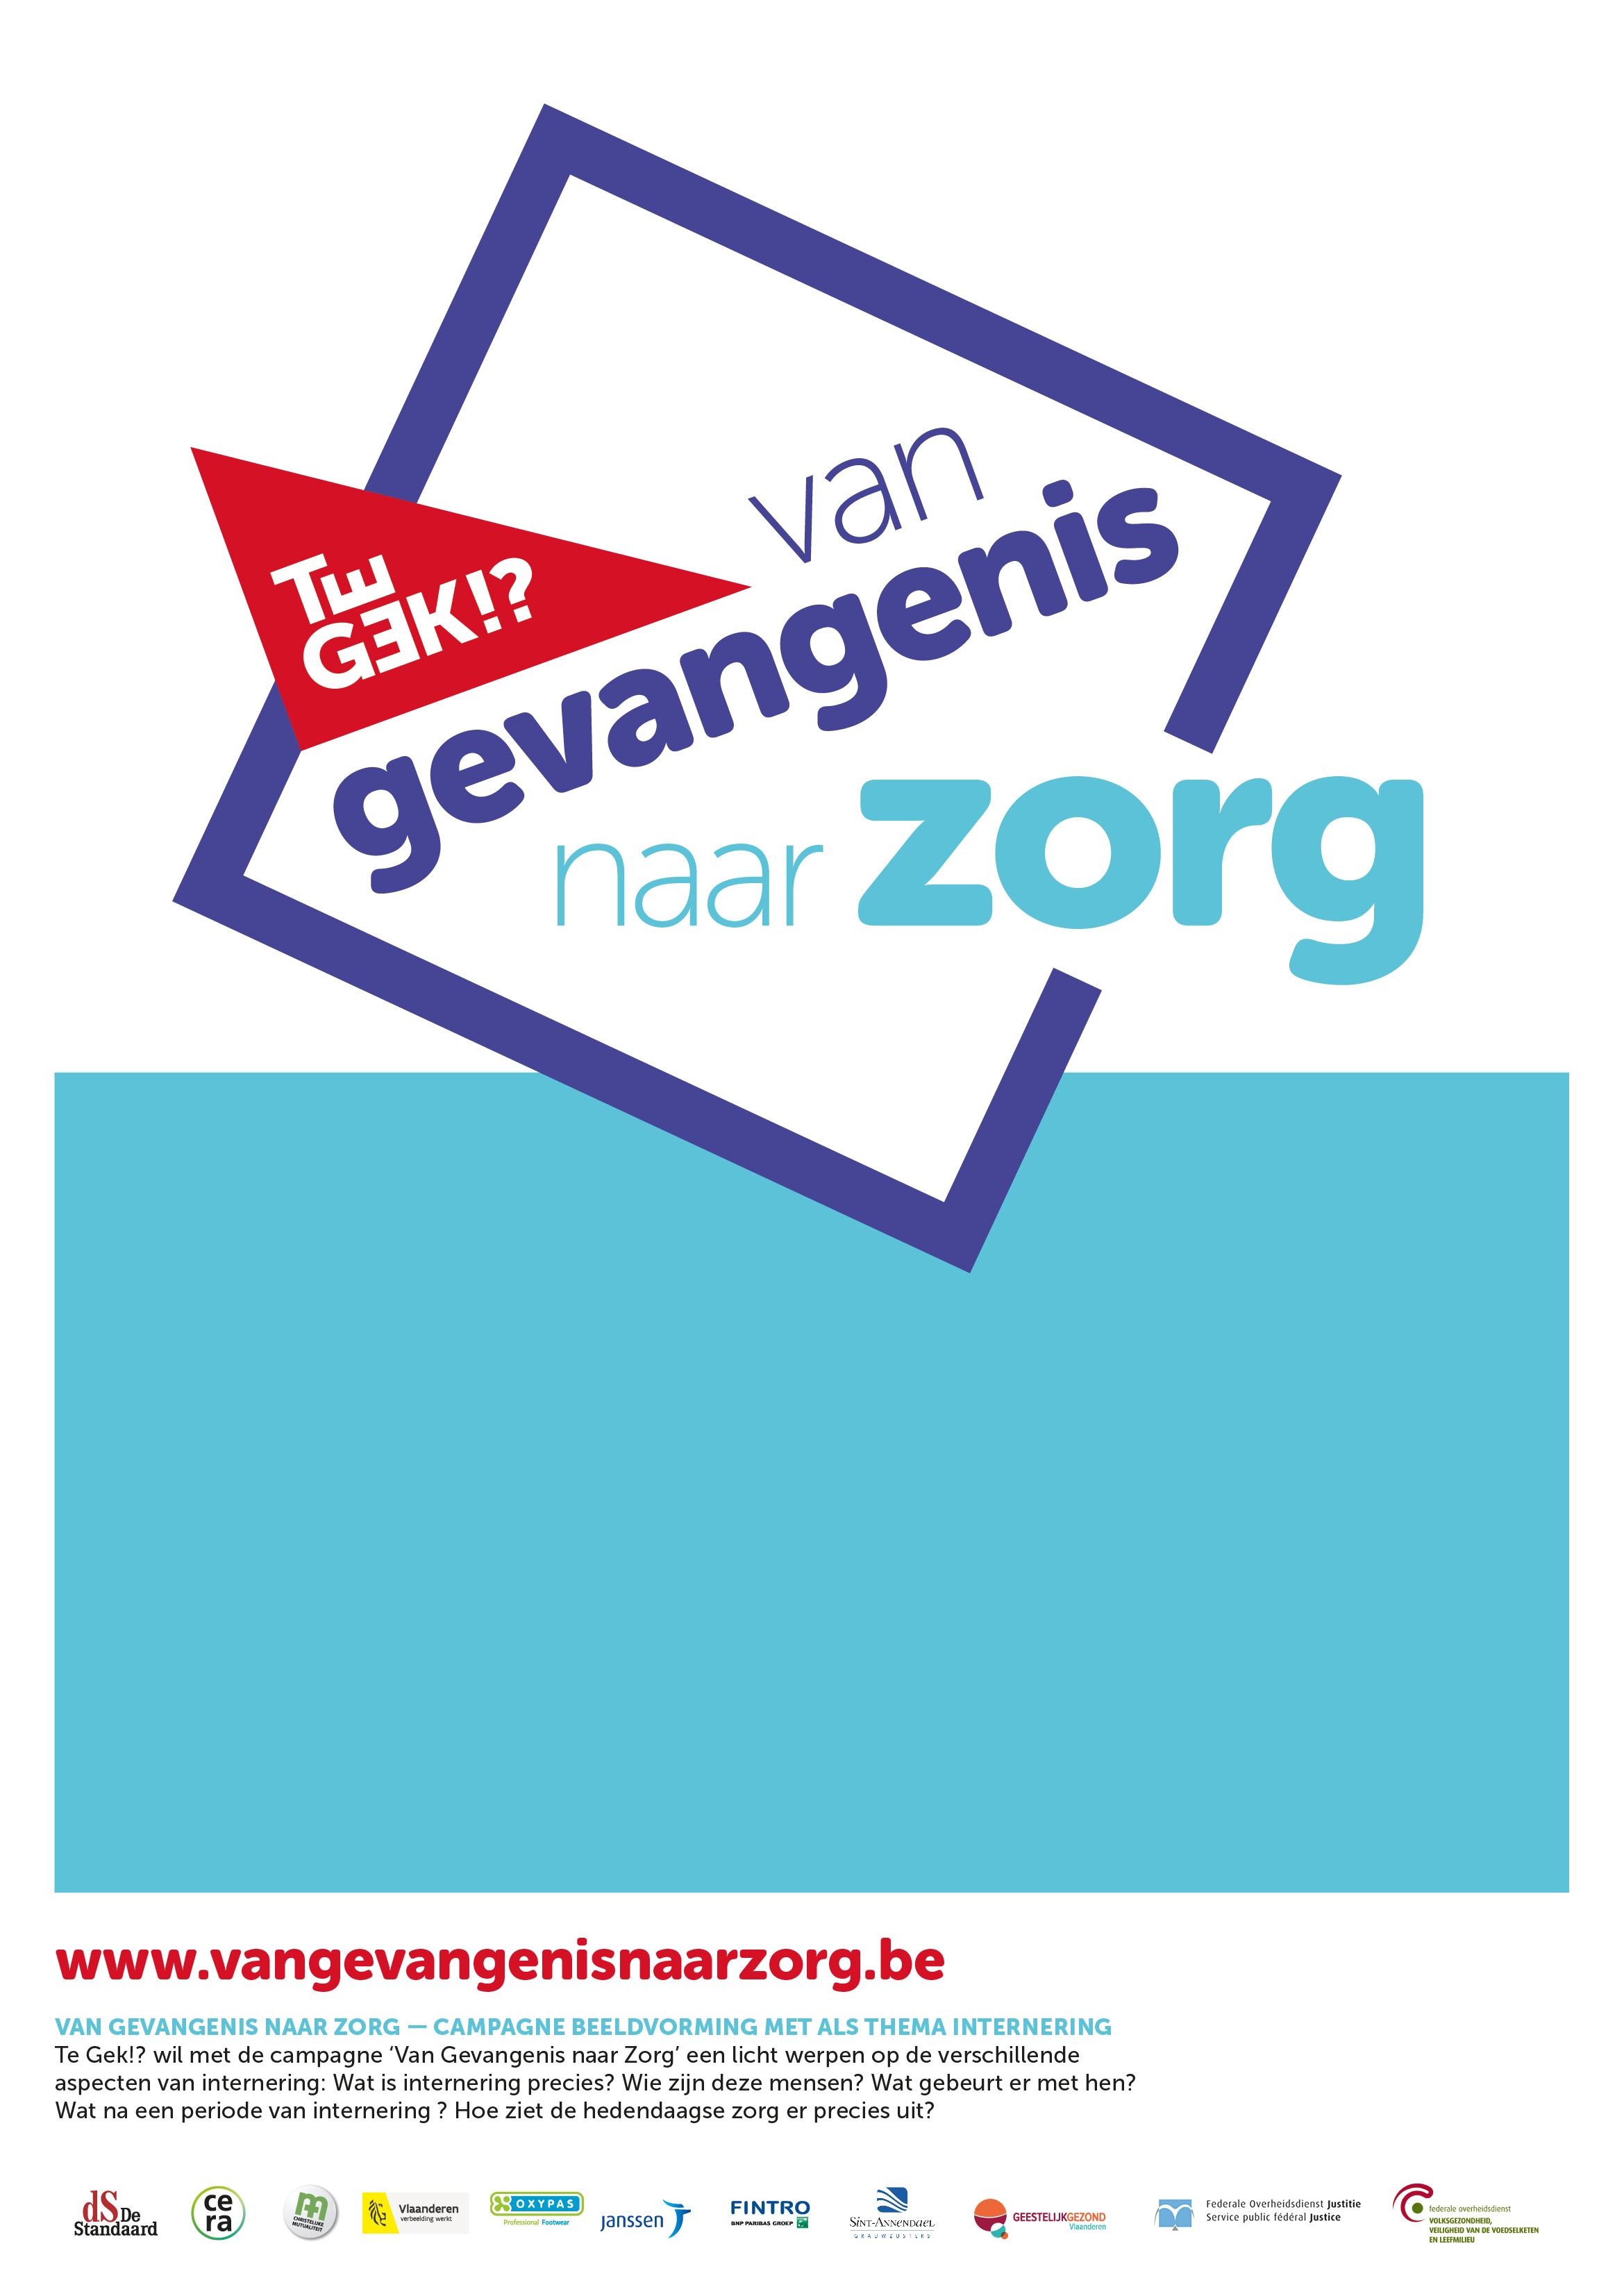 TE
GEK!?
van
gevangenis
naar zorg
www.vangevangenisnaarzorg.be
VAN GEVANGENIS NAAR ZORG — CAMPAGNE BEELDVORMING MET ALS THEMA INTERNERING
Te Gek!? wil met de campagne ‘Van Gevangenis naar Zorg’ een licht werpen op de verschillende
aspecten van internering: Wat is internering precies? Wie zijn deze mensen? Wat gebeurt er met hen?
Wat na een periode van internering ? Hoe ziet de hedendaagse zorg er precies uit?
dS De
Standaard
ce
ra
CHRISTELIJKE
MUTUALITEIT
Vlaanderen
verbeelding werkt
OXYPAS
Professional Footwear
janssen
FINTRO
BNP PARIBAS GROEP
SINT-ANNENDAEL
GRAUWZUSTERS
GEESTELIJKGEZOND
Vlaanderen
Federale Overheidsdienst Justitie
Service public fédéral Justice
federale overheidsdienst
VOLKSGEZONDHEID,
VEILIGHEID VAN DE VOEDSELKETEN
EN LEEFMILIEU